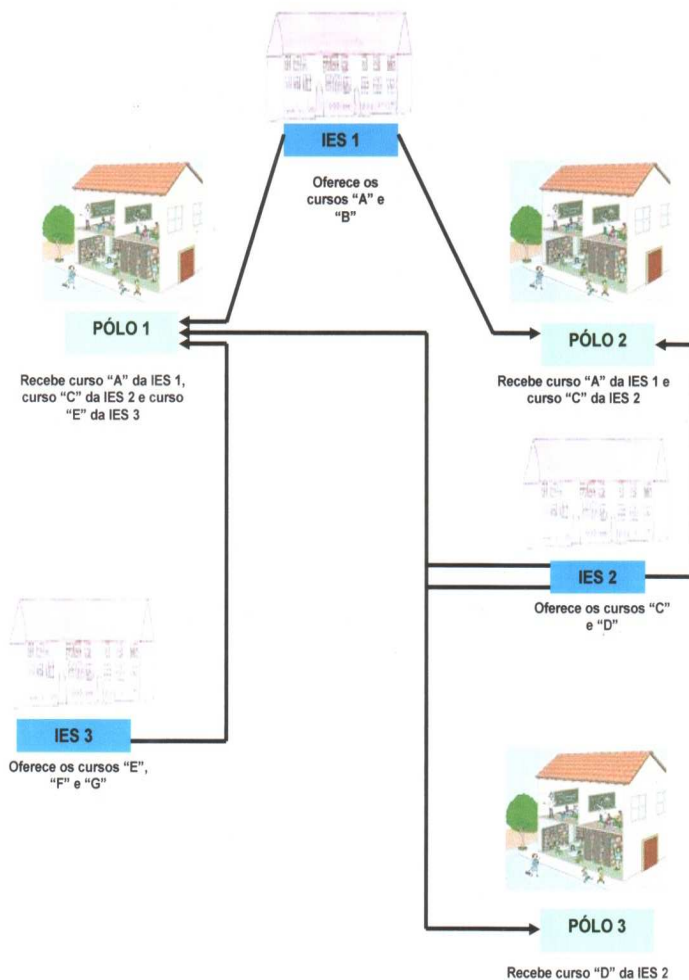 IES 1
Oferece os
cursos "A" e
"B"
PÓLO 1
Recebe curso "A" da IES 1,
curso "C" da IES 2 e curso
"E" da IES 3
PÓLO 2
Recebe curso "A" da IES 1 e
curso "C" da IES 2
IES 2
Oferece os cursos "C"
e "D"
IES 3
Oferece os cursos "E",
"F" e "G"
PÓLO 3
Recebe curso "D" da IES 2